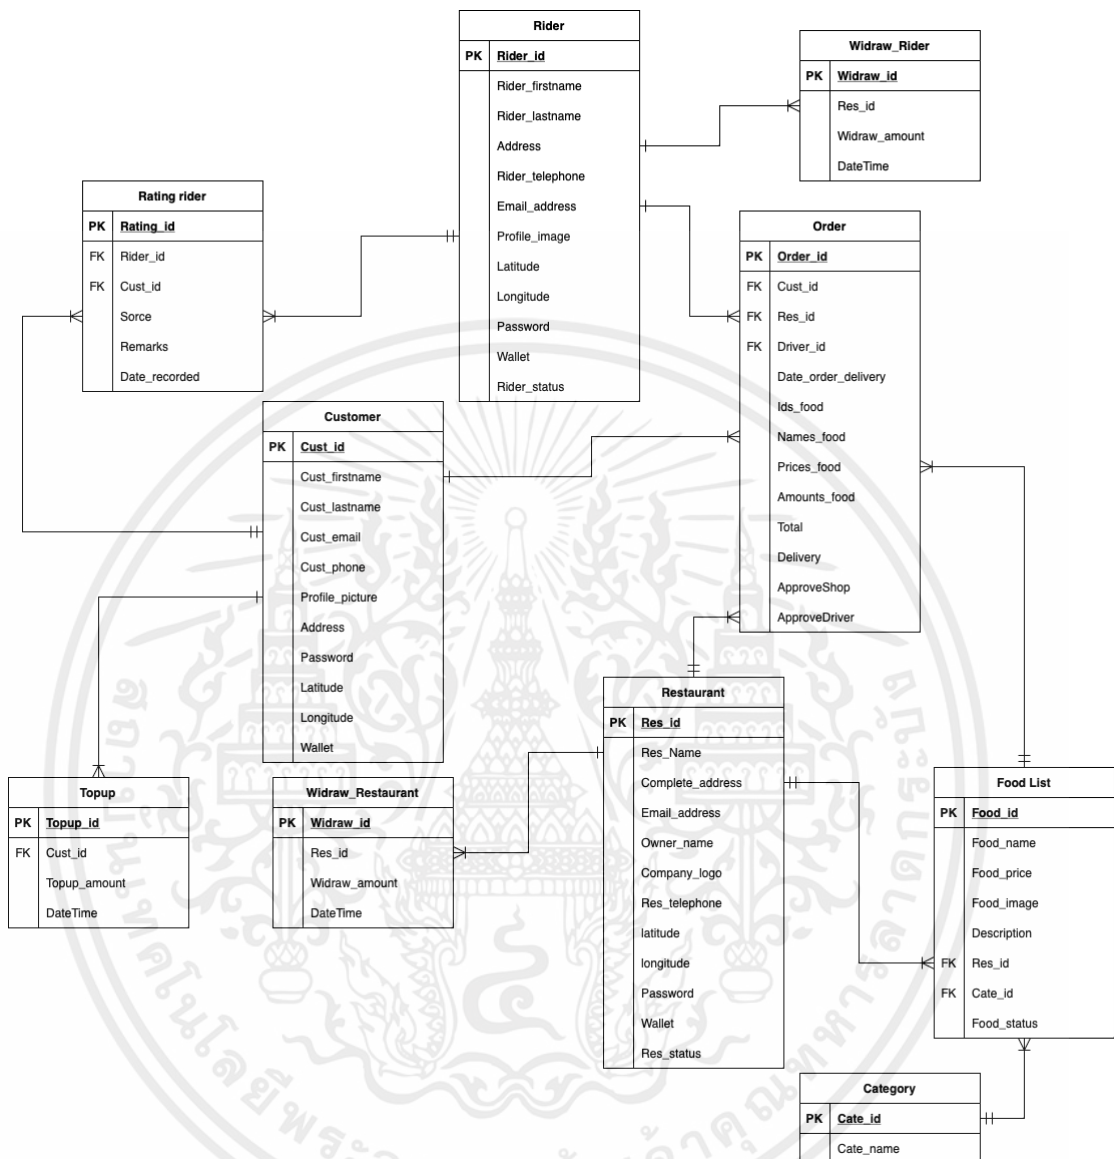 Rider
PK Rider_id
Rider_firstname
Rider_lastname
Address
Rider_telephone
Email_address
Profile_image
Latitude
Longitude
Password
Wallet
Rider_status
Widraw_Rider
PK Widraw_id
Res_id
Widraw_amount
DateTime
Rating rider
PK Rating_id
FK Rider_id
FK Cust_id
Sorce
Remarks
Date_recorded
Order
PK Order_id
FK Cust_id
FK Res_id
FK Driver_id
Date_order_delivery
Ids_food
Names_food
Prices_food
Amounts_food
Total
Delivery
ApproveShop
ApproveDriver
Customer
PK Cust_id
Cust_firstname
Cust_lastname
Cust_email
Cust_phone
Profile_picture
Address
Password
Latitude
Longitude
Wallet
Restaurant
PK Res_id
Res_Name
Complete_address
Email_address
Owner_name
Company_logo
Res_telephone
latitude
longitude
Password
Wallet
Res_status
Topup
PK Topup_id
FK Cust_id
Topup_amount
DateTime
Widraw_Restaurant
PK Widraw_id
Res_id
Widraw_amount
DateTime
Food List
PK Food_id
Food_name
Food_price
Food_image
Description
FK Res_id
FK Cate_id
Food_status
Category
PK Cate_id
Cate_name